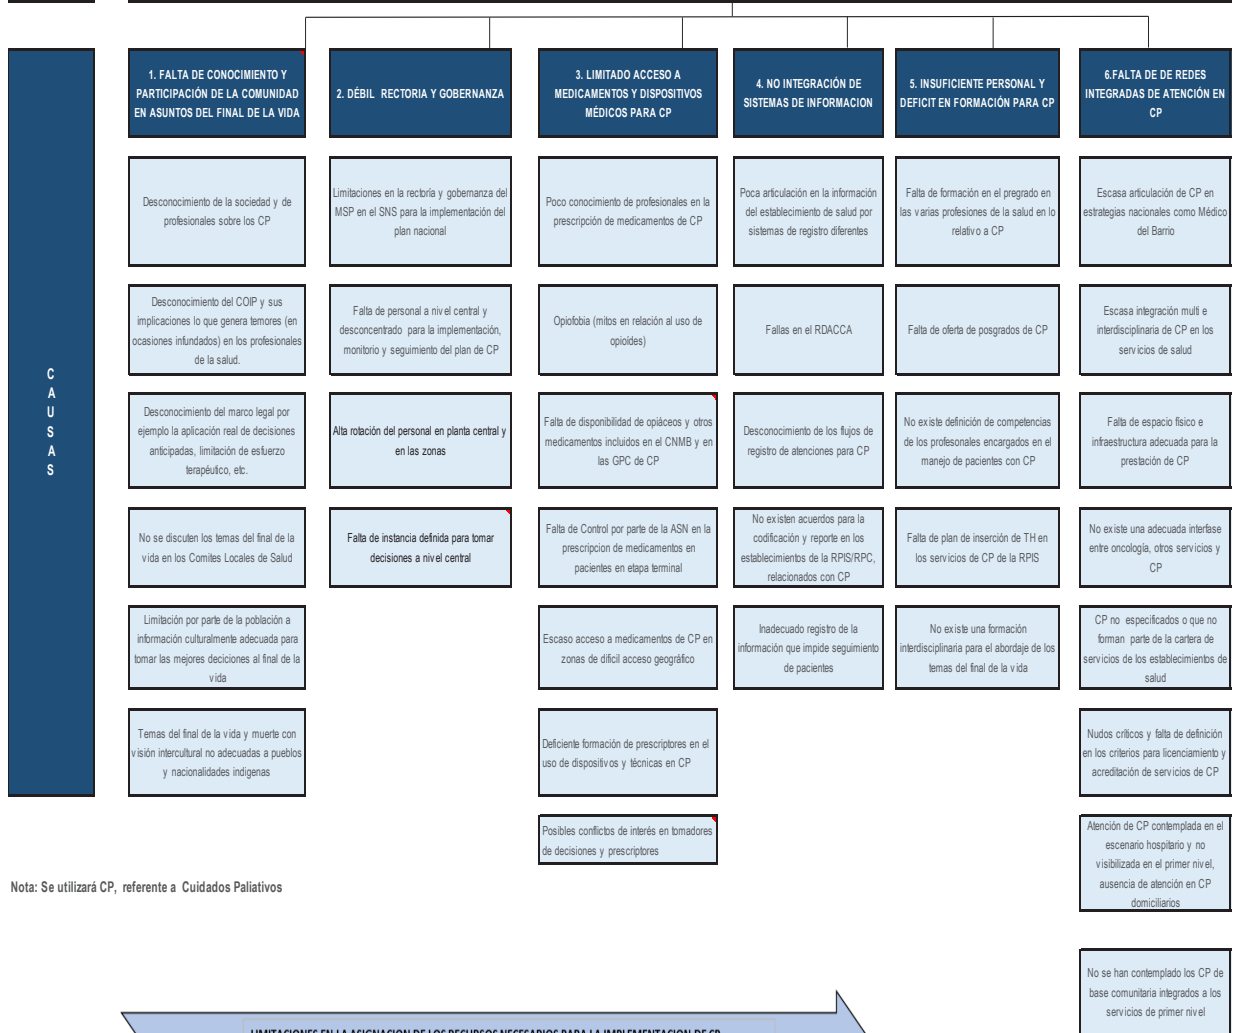 1. FALTA DE CONOCIMIENTO Y
PARTICIPACIÓN DE LA COMUNIDAD
EN ASUNTOS DEL FINAL DE LA VIDA
2. DÉBIL RECTORIA Y GOBERNANZA
3. LIMITADO ACCESO A
MEDICAMENTOS Y DISPOSITIVOS
MÉDICOS PARA CP
4. NO INTEGRACIÓN DE
SISTEMAS DE INFORMACION
5. INSUFICIENTE PERSONAL Y
DEFICIT EN FORMACIÓN PARA CP
6.FALTA DE DE REDES
INTEGRADAS DE ATENCIÓN EN
CP
C
A
U
S
A
S
Desconocimiento de la sociedad y de
profesionales sobre los CP
Desconocimiento del COIP y sus
implicaciones lo que genera temores (en
ocasiones infundados) en los profesionales
de la salud.
Desconocimiento del marco legal por
ejemplo la aplicación real de decisiones
anticipadas, limitación de esfuerzo
terapéutico, etc.
No se discuten los temas del final de la
vida en los Comites Locales de Salud
Limitación por parte de la población a
información culturalmente adecuada para
tomar las mejores decisiones al final de la
vida
Temas del final de la vida y muerte con
visión intercultural no adecuadas a pueblos
y nacionalidades indigenas
Limitaciones en la rectoría y gobernanza del
MSP en el SNS para la implementación del
plan nacional
Falta de personal a nivel central y
desconcentrado para la implementación,
monitorio y seguimiento del plan de CP
Alta rotación del personal en planta central y
en las zonas
Falta de instancia definida para tomar
decisiones a nivel central
Poco conocimiento de profesionales en la
prescripción de medicamentos de CP
Opiofobia (mitos en relación al uso de
opioídes)
Falta de disponibilidad de opiáceos y otros
medicamentos incluidos en el CNMB y en
las GPC de CP
Falta de Control por parte de la ASN en la
prescripcion de medicamentos en
pacientes en etapa terminal
Escaso acceso a medicamentos de CP en
zonas de dificil acceso geográfico
Deficiente formación de prescriptores en el
uso de dispositivos y técnicas en CP
Posibles conflictos de interés en tomadores
de decisiones y prescriptores
Poca articulación en la información
del establecimiento de salud por
sistemas de registro diferentes
Fallas en el RDACCA
Desconocimiento de los flujos de
registro de atenciones para CP
No existen acuerdos para la
codificación y reporte en los
establecimientos de la RPIS/RPC,
relacionados con CP
Inadecuado registro de la
información que impide seguimiento
de pacientes
Falta de formación en el pregrado en
las varias profesiones de la salud en lo
relativo a CP
Falta de oferta de posgrados de CP
No existe definición de competencias
de los profesonales encargados en el
manejo de pacientes con CP
Falta de plan de inserción de TH en
los servicios de CP de la RPIS
No existe una formación
interdisciplinaria para el abordaje de los
temas del final de la vida
Escasa articulación de CP en
estrategias nacionales como Médico
del Barrio
Escasa integración multi e
interdisciplinaria de CP en los
servicios de salud
Falta de espacio físico e
infraestructura adecuada para la
prestación de CP
No existe una adecuada interfase
entre oncología, otros servicios y
CP
CP no especificados o que no
forman parte de la cartera de
servicios de los establecimientos de
salud
Nudos críticos y falta de definición
en los criterios para licenciamiento y
acreditación de servicios de CP
Atención de CP contemplada en el
escenario hospitario y no
visibilizada en el primer nivel,
ausencia de atención en CP
domiciliarios
No se han contemplado los CP de
base comunitaria integrados a los
servicios de primer nivel
Nota: Se utilizará CP, referente a Cuidados Paliativos
LIMITACIONES EN LA ASIGNACION DE LOS RECURSOS NECESARIOS PARA LA IMPLEMENTACION DE CP